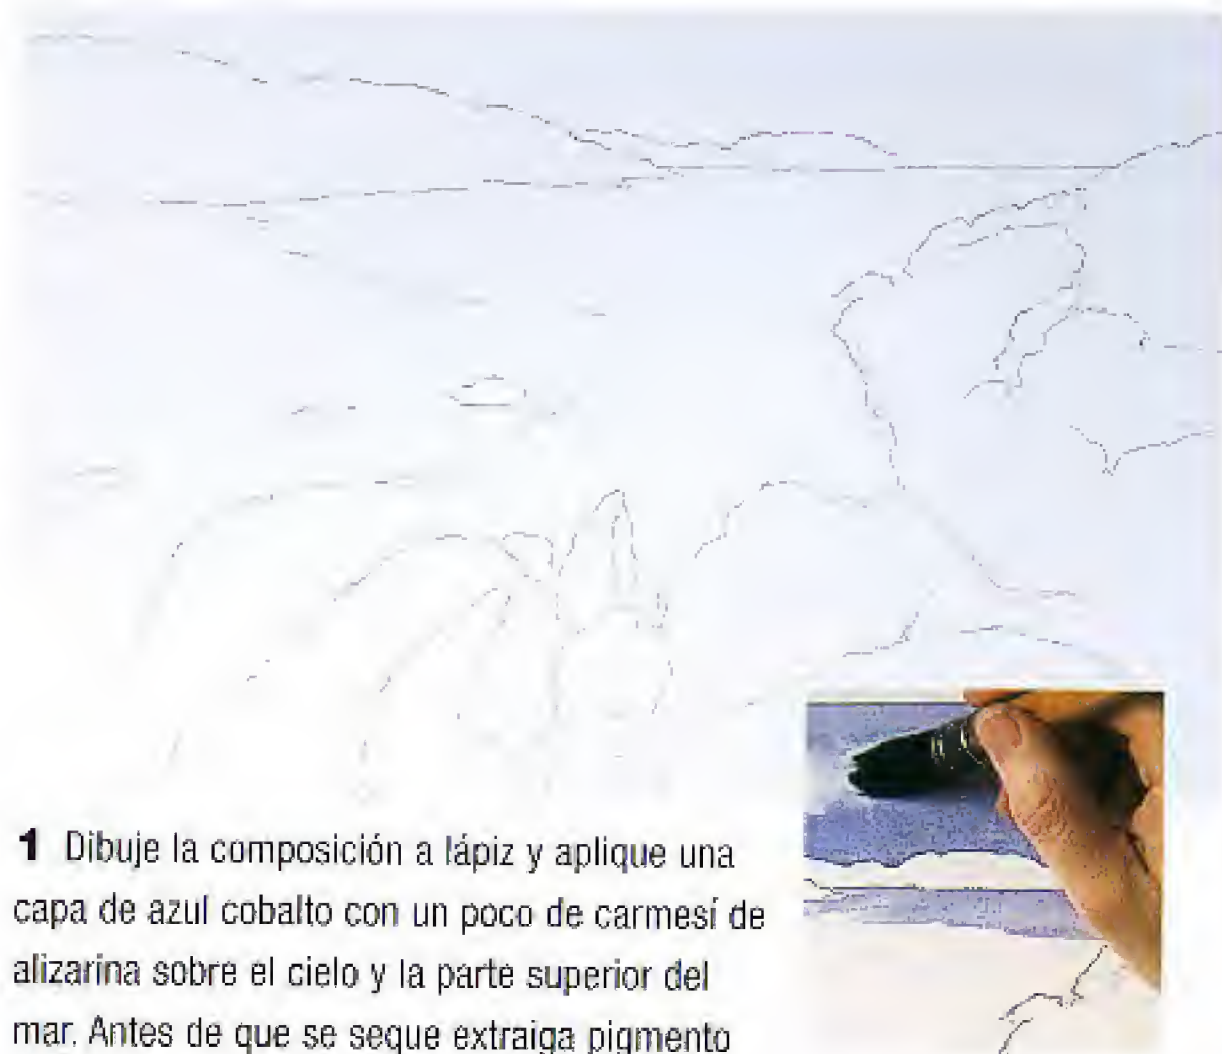 1 Dibuje la composición a lápiz y aplique una
capa de azul cobalto con un poco de carmesí de
alizarina sobre el cielo y la parte superior del
mar. Antes de que se seque extraiga pigmento